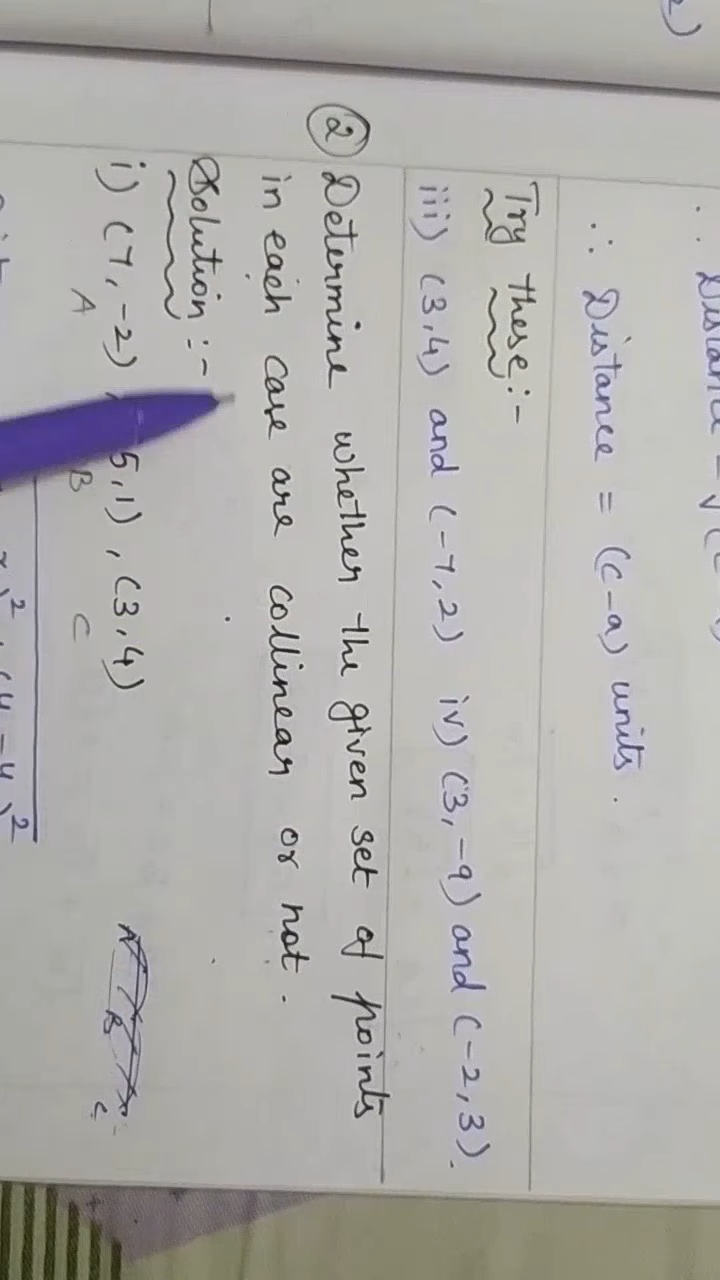 ∴ Distance = (c-a) units.
Try these:-
iii) (3,4) and (-7,2) iv) (3,-9) and (-2,3).
② Determine whether the given set of points
in each case are collinear or not.
Solution :-
i) (7,-2), 5,1), (3,4)
A B C
A B C